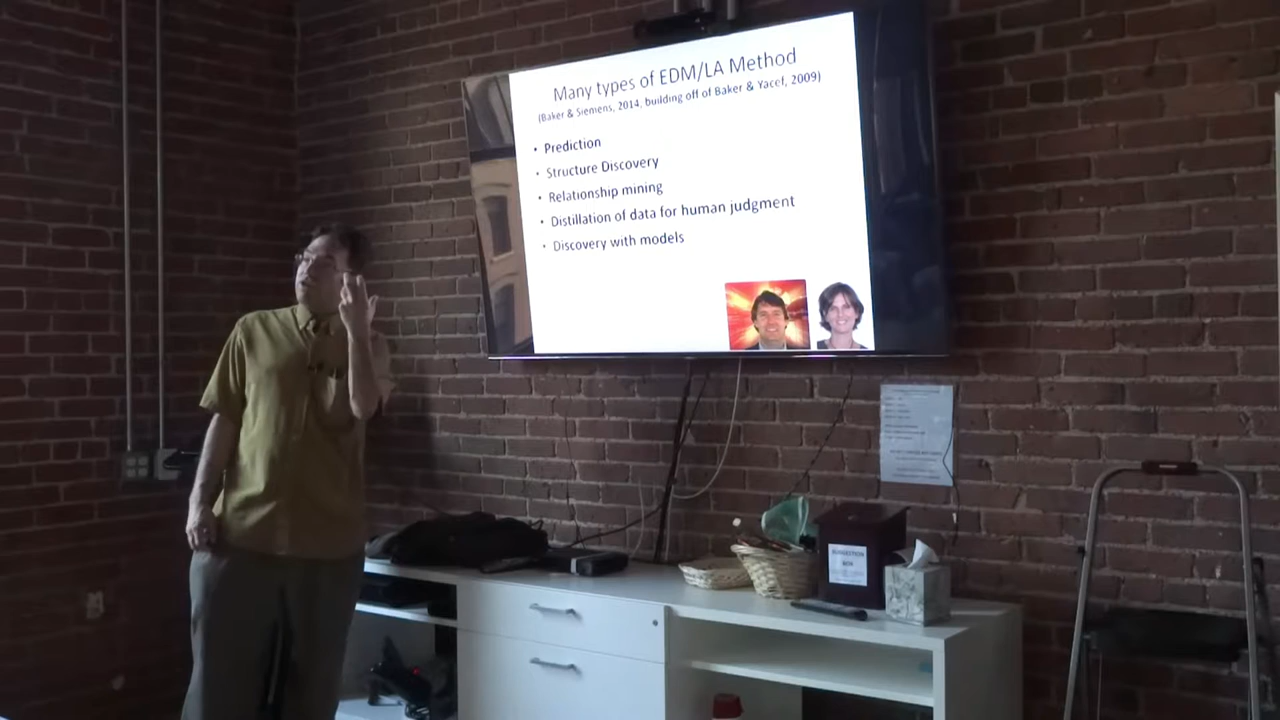 Many types of EDM/LA Method
(Baker & Siemens, 2014, building off of Baker & Yacef, 2009)
• Prediction
• Structure Discovery
• Relationship mining
• Distillation of data for human judgment
• Discovery with models
SUGGESTION
BOX